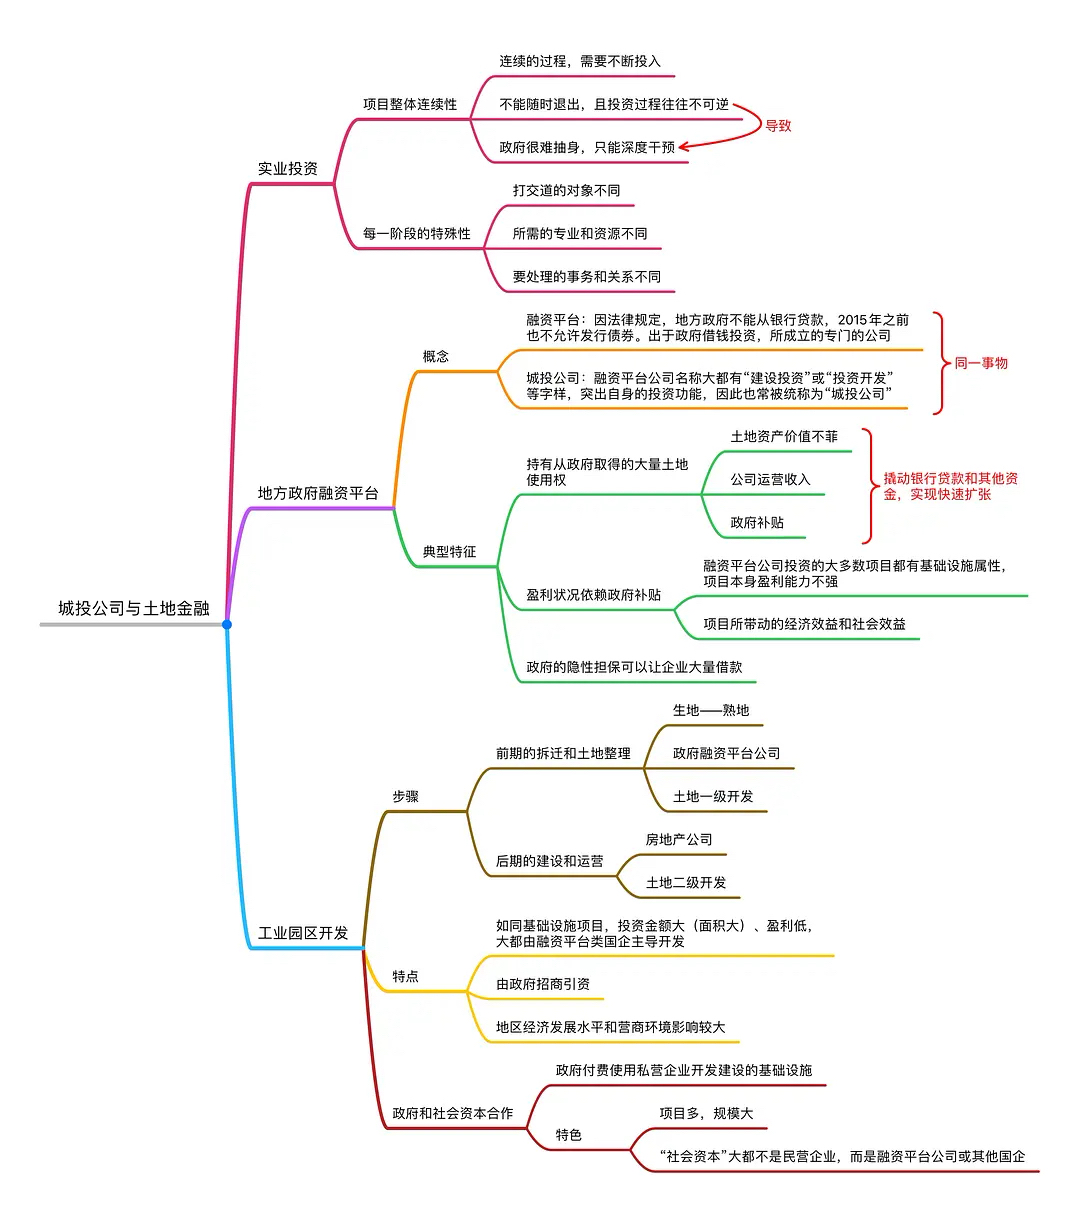 连续的过程，需要不断投入
项目整体连续性
不能随时退出，且投资过程往往不可逆
导致
政府很难抽身，只能深度干预
实业投资
打交道的对象不同
每一阶段的特殊性
所需的专业和资源不同
要处理的事务和关系不同
融资平台：因法律规定，地方政府不能从银行贷款，2015年之前
也不允许发行债券。出于政府借钱投资，所成立的专门的公司
概念
同一事物
城投公司：融资平台公司名称大都有“建设投资”或“投资开发”
等字样，突出自身的投资功能，因此也常被统称为“城投公司”
地方政府融资平台
土地资产价值不菲
持有从政府取得的大量土地
使用权
公司运营收入
撬动银行贷款和其他资
金，实现快速扩张
政府补贴
典型特征
融资平台公司投资的大多数项目都有基础设施属性，
项目本身盈利能力不强
盈利状况依赖政府补贴
项目所带动的经济效益和社会效益
政府的隐性担保可以让企业大量借款
城投公司与土地金融
生地——熟地
前期的拆迁和土地整理
政府融资平台公司
土地一级开发
步骤
房地产公司
后期的建设和运营
土地二级开发
工业园区开发
如同基础设施项目，投资金额大（面积大）、盈利低，
大都由融资平台类国企主导开发
特点
由政府招商引资
地区经济发展水平和营商环境影响较大
政府付费使用私营企业开发建设的基础设施
政府和社会资本合作
项目多，规模大
特色
“社会资本”大都不是民营企业，而是融资平台公司或其他国企